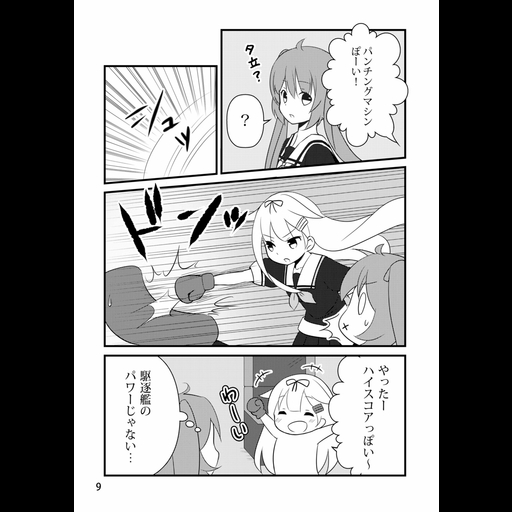 パンチングマシン
ぽーい！
夕立？
？
ヒュッ
ドンッ
やったー
ハイスコアっぽい～
わーい
駆逐艦の
パワーじゃない…
9